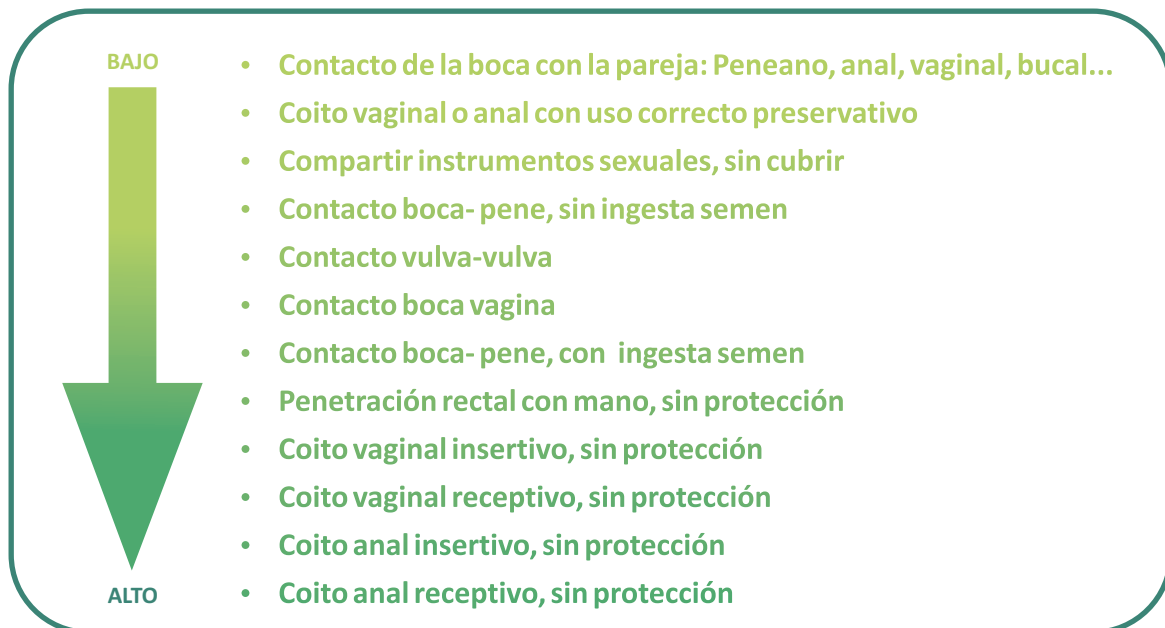 BAJO
• Contacto de la boca con la pareja: Peneano, anal, vaginal, bucal...
• Coito vaginal o anal con uso correcto preservativo
• Compartir instrumentos sexuales, sin cubrir
• Contacto boca- pene, sin ingesta semen
• Contacto vulva-vulva
• Contacto boca vagina
• Contacto boca- pene, con  ingesta semen
• Penetración rectal con mano, sin protección
• Coito vaginal insertivo, sin protección
• Coito vaginal receptivo, sin protección
• Coito anal insertivo, sin protección
ALTO
• Coito anal receptivo, sin protección